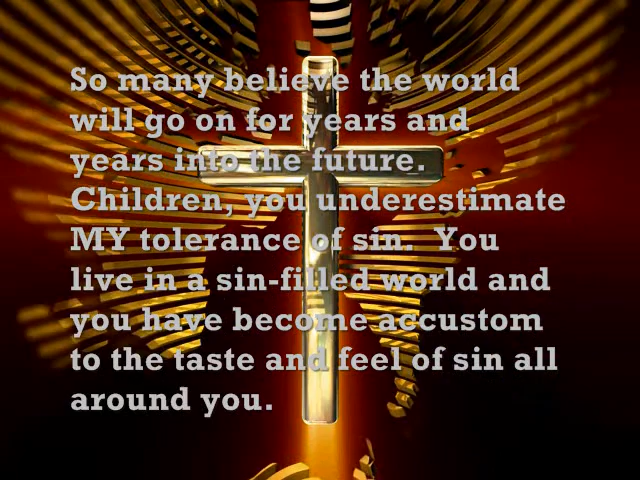 So many believe the world
will go on for years and
years into the future.
Children, you underestimate
MY tolerance of sin.  You
live in a sin-filled world and
you have become accustom
to the taste and feel of sin all
around you.